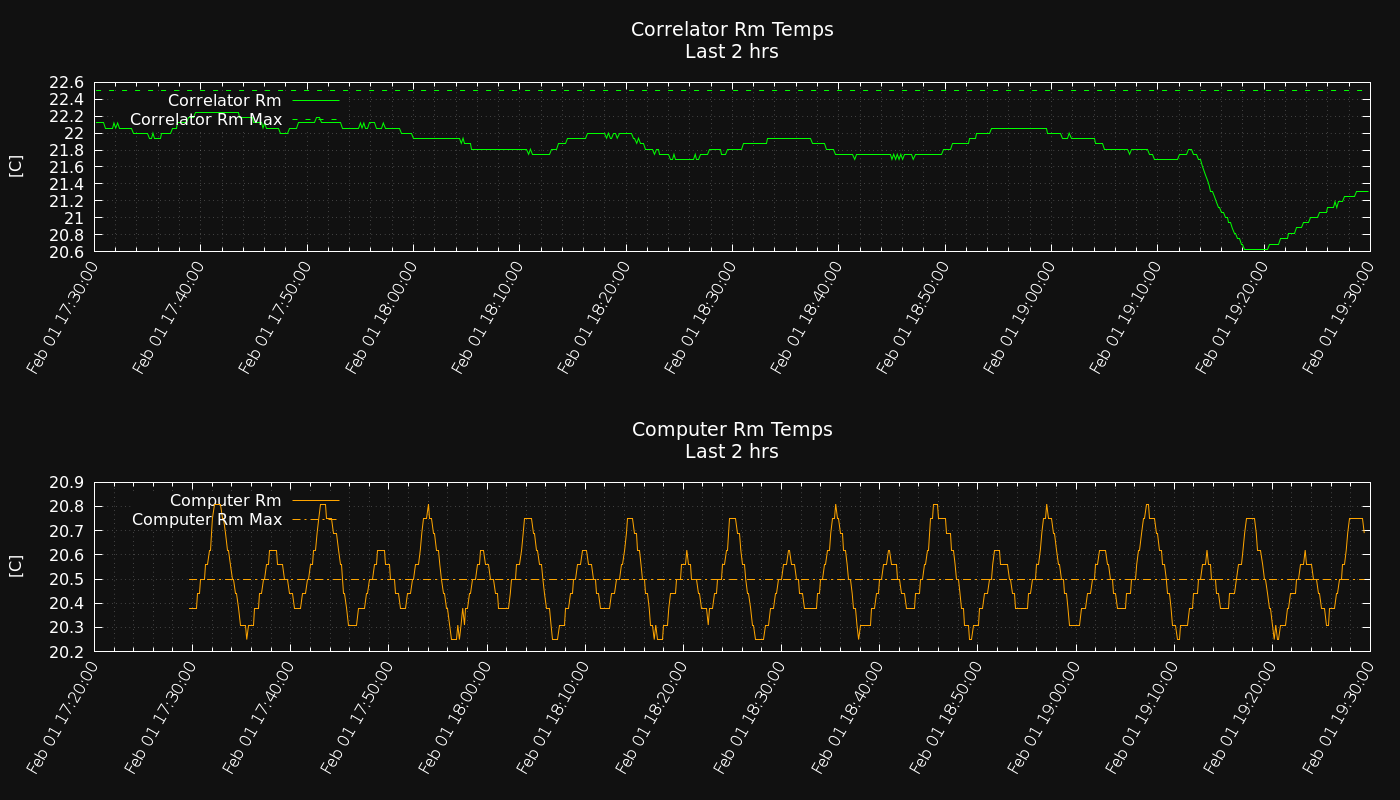 Correlator Rm Temps
Last 2 hrs
Correlator Rm
Correlator Rm Max
[C]
22.6
22.4
22.2
22
21.8
21.6
21.4
21.2
21
20.8
20.6
Feb 01 17:30:00
Feb 01 17:40:00
Feb 01 17:50:00
Feb 01 18:00:00
Feb 01 18:10:00
Feb 01 18:20:00
Feb 01 18:30:00
Feb 01 18:40:00
Feb 01 18:50:00
Feb 01 19:00:00
Feb 01 19:10:00
Feb 01 19:20:00
Feb 01 19:30:00
Computer Rm Temps
Last 2 hrs
Computer Rm
Computer Rm Max
[C]
20.9
20.8
20.7
20.6
20.5
20.4
20.3
20.2
Feb 01 17:20:00
Feb 01 17:30:00
Feb 01 17:40:00
Feb 01 17:50:00
Feb 01 18:00:00
Feb 01 18:10:00
Feb 01 18:20:00
Feb 01 18:30:00
Feb 01 18:40:00
Feb 01 18:50:00
Feb 01 19:00:00
Feb 01 19:10:00
Feb 01 19:20:00
Feb 01 19:30:00